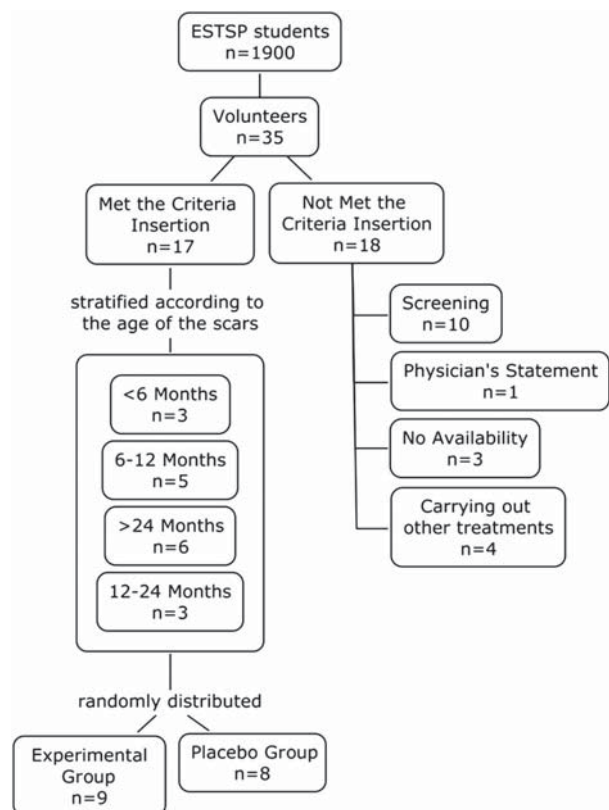 ESTSP students
n=1900
Volunteers
n=35
Met the Criteria
Insertion
n=17
Not Met the
Criteria Insertion
n=18
stratified according to
the age of the scars
<6 Months
n=3
6-12 Months
n=5
>24 Months
n=6
12-24 Months
n=3
Screening
n=10
Physician's Statement
n=1
No Availability
n=3
Carrying out
other treatments
n=4
randomly distributed
Experimental
Group
n=9
Placebo Group
n=8